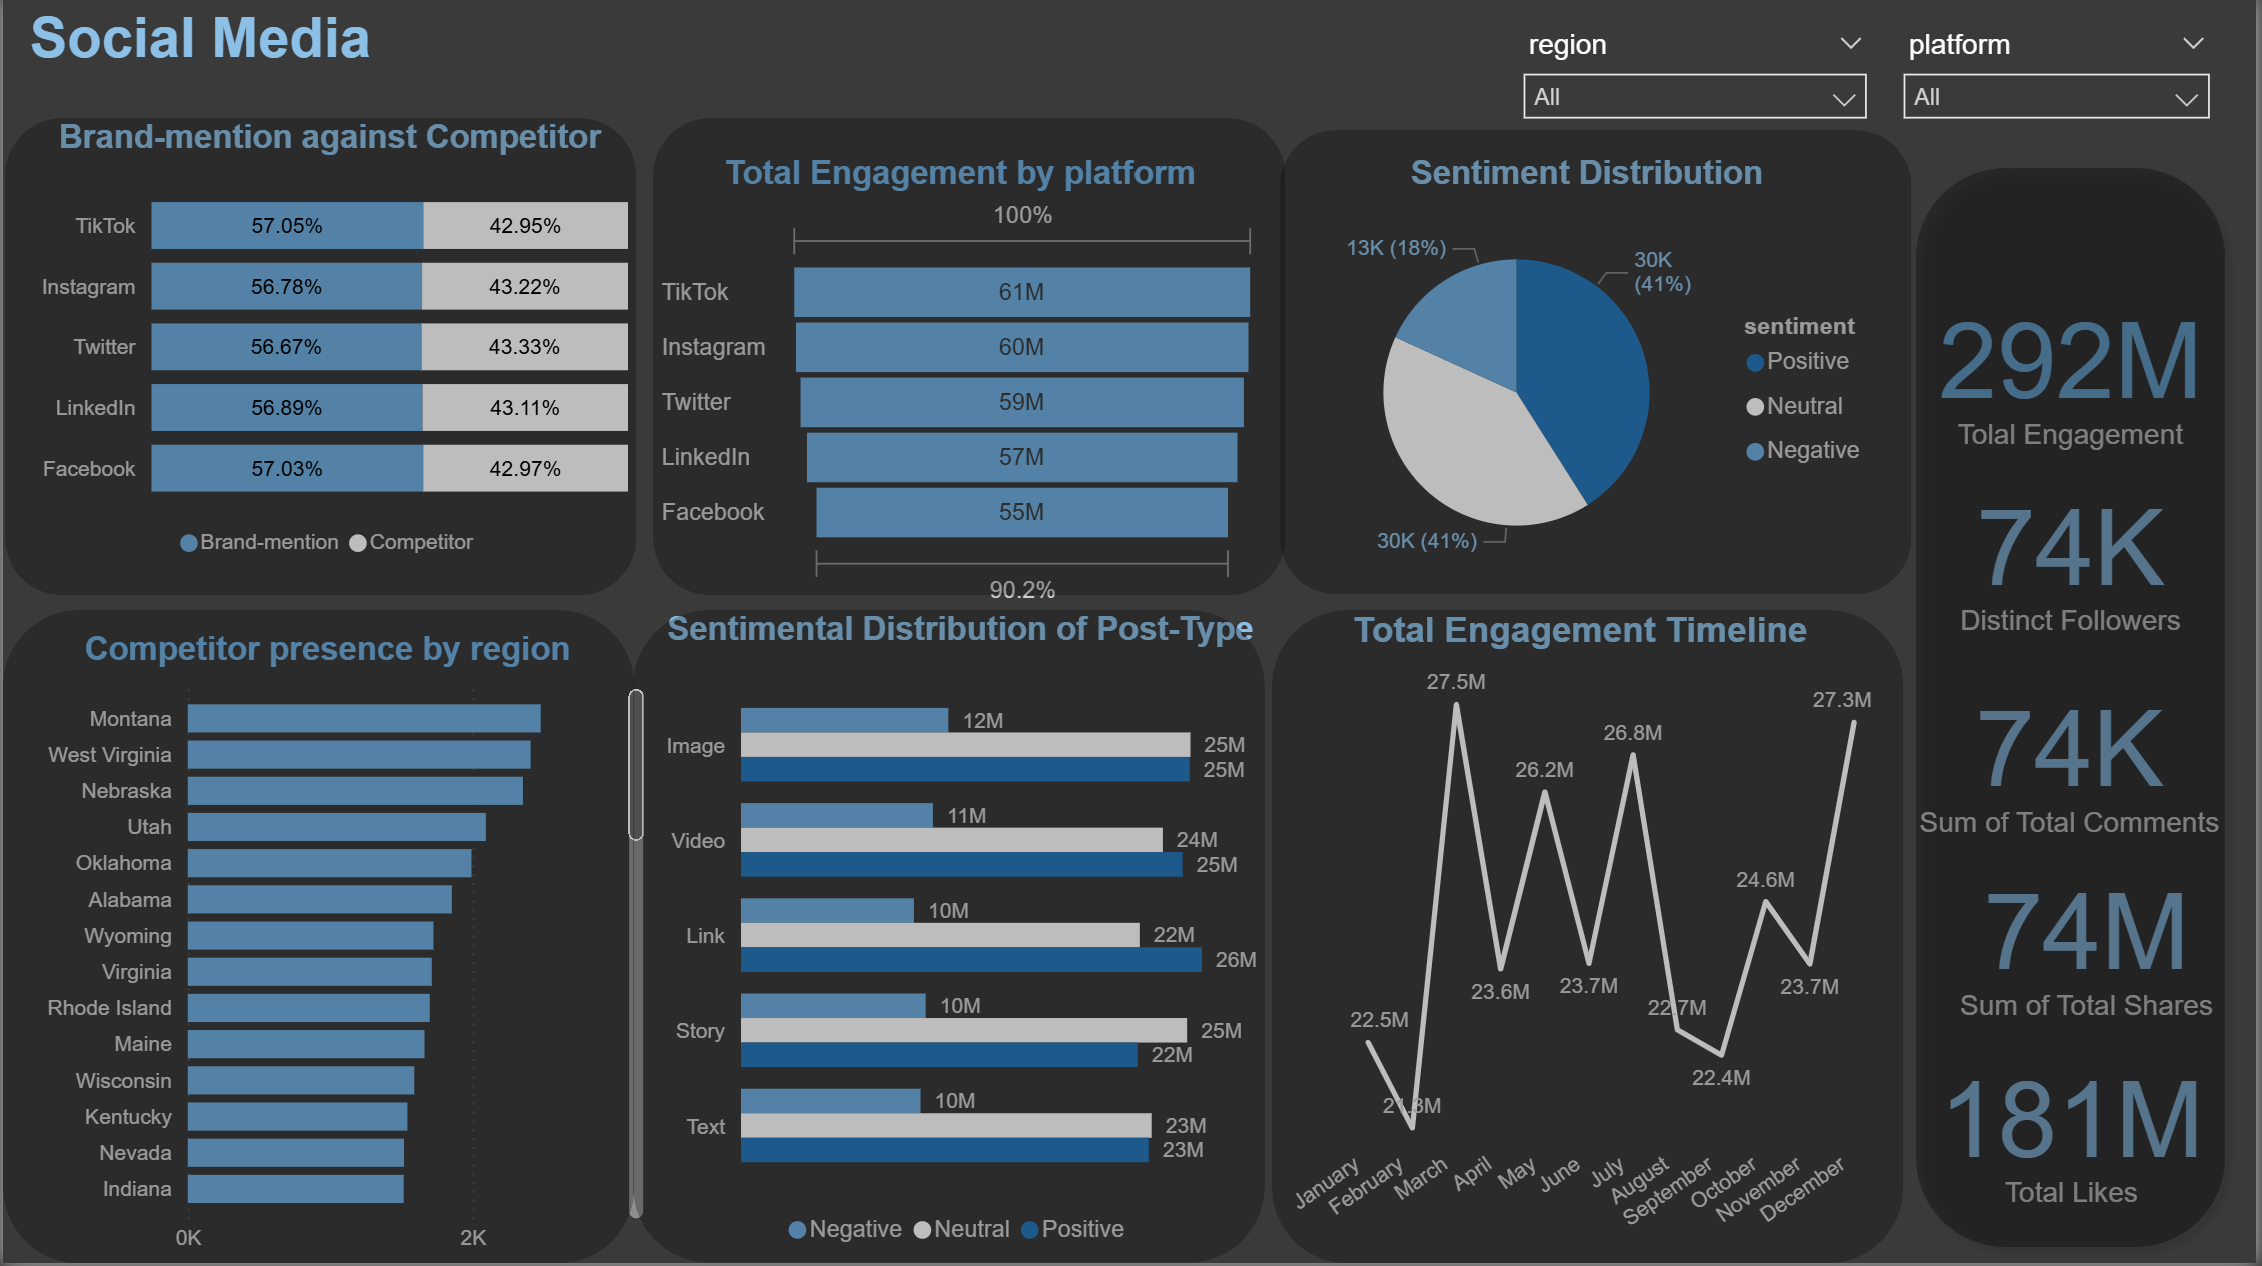 Social Media
region
platform
All
All
Brand-mention against Competitor
TikTok 57.05% 42.95%
Instagram 56.78% 43.22%
Twitter 56.67% 43.33%
LinkedIn 56.89% 43.11%
Facebook 57.03% 42.97%
Brand-mention Competitor
Total Engagement by platform
100%
TikTok 61M
Instagram 60M
Twitter 59M
LinkedIn 57M
Facebook 55M
90.2%
Sentiment Distribution
13K (18%)
30K
(41%)
30K (41%)
sentiment
Positive
Neutral
Negative
292M
Tolal Engagement
74K
Distinct Followers
74K
Sum of Total Comments
74M
Sum of Total Shares
181M
Total Likes
Competitor presence by region
Montana
West Virginia
Nebraska
Utah
Oklahoma
Alabama
Wyoming
Virginia
Rhode Island
Maine
Wisconsin
Kentucky
Nevada
Indiana
0K 2K
Sentimental Distribution of Post-Type
Image 12M 25M 25M
Video 11M 24M 25M
Link 10M 22M 26M
Story 10M 25M 22M
Text 10M 23M 23M
Negative Neutral Positive
Total Engagement Timeline
22.5M
21.3M
27.5M
23.6M
26.2M
23.7M
26.8M
22.7M
22.4M
24.6M
23.7M
27.3M
January
February
March
April
May
June
July
August
September
October
November
December